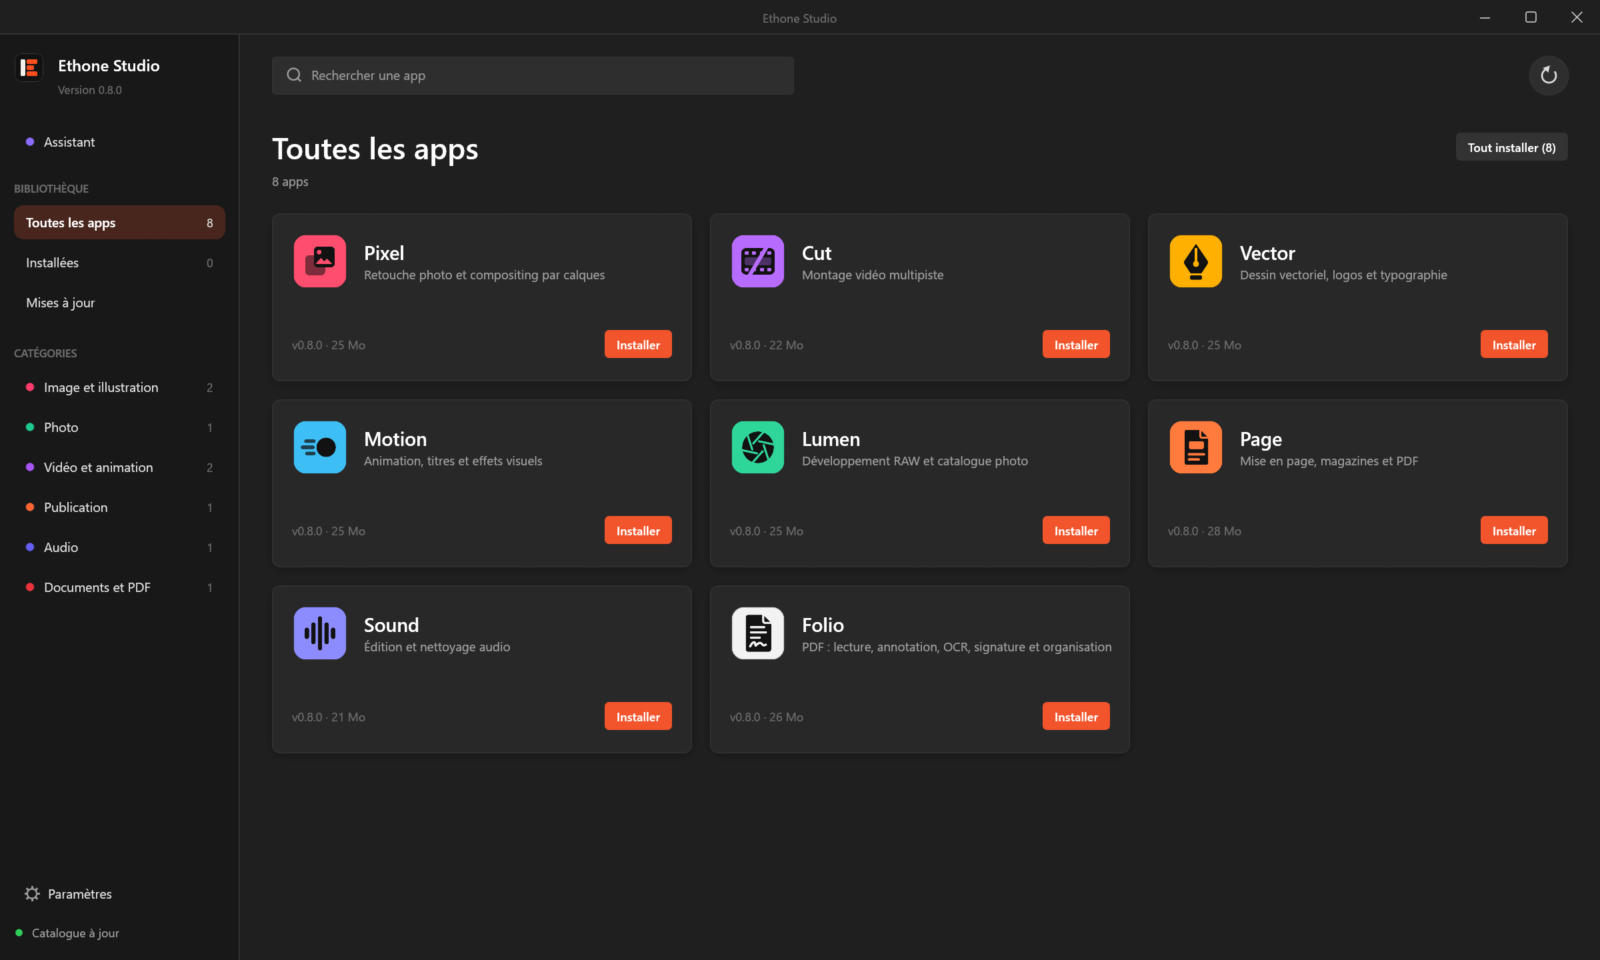 Ethone Studio
Ethone Studio
Version 0.8.0
Assistant
BIBLIOTHÈQUE
Toutes les apps 8
Installées 0
Mises à jour
CATÉGORIES
Image et illustration 2
Photo 1
Vidéo et animation 2
Publication 1
Audio 1
Documents et PDF 1
Paramètres
Catalogue à jour
Rechercher une app
Toutes les apps
Tout installer (8)
8 apps
Pixel
Retouche photo et compositing par calques
v0.8.0 · 25 Mo
Installer
Cut
Montage vidéo multipiste
v0.8.0 · 22 Mo
Installer
Vector
Dessin vectoriel, logos et typographie
v0.8.0 · 25 Mo
Installer
Motion
Animation, titres et effets visuels
v0.8.0 · 25 Mo
Installer
Lumen
Développement RAW et catalogue photo
v0.8.0 · 25 Mo
Installer
Page
Mise en page, magazines et PDF
v0.8.0 · 28 Mo
Installer
Sound
Édition et nettoyage audio
v0.8.0 · 21 Mo
Installer
Folio
PDF : lecture, annotation, OCR, signature et organisation
v0.8.0 · 26 Mo
Installer